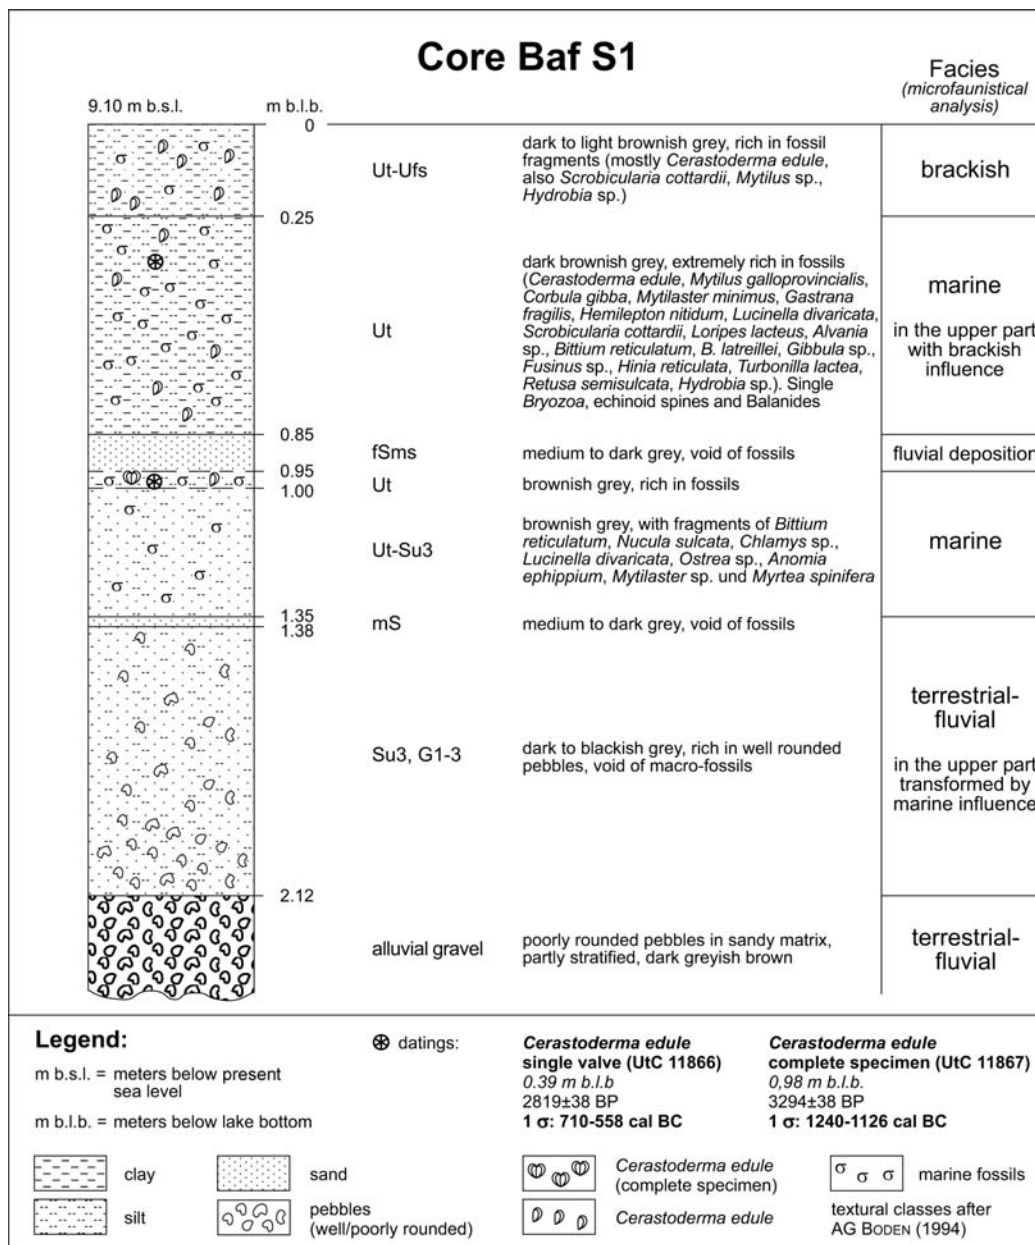 Core Baf S1
Facies
(microfaunistical
analysis)
9.10 m b.s.l.
m b.l.b.
0
Ut-Ufs
dark to light brownish grey, rich in fossil
fragments (mostly Cerastoderma edule,
also Scrobicularia cottardii, Mytilus sp.,
Hydrobia sp.)
brackish
0.25
Ut
dark brownish grey, extremely rich in fossils
(Cerastoderma edule, Mytilus galloprovincialis,
Corbula gibba, Mytilaster minimus, Gastrana
fragilis, Hemilepton nitidum, Lucinella divaricata,
Scrobicularia cottardii, Loripes lacteus, Alvania
sp., Bittium reticulatum, B. latreillei, Gibbula sp.,
Fusinus sp., Hinia reticulata, Turbonilla lactea,
Retusa semisulcata, Hydrobia sp.). Single
Bryozoa, echinoid spines and Balanides
marine
in the upper part
with brackish
influence
0.85
fSms
medium to dark grey, void of fossils
fluvial deposition
0.95
Ut
brownish grey, rich in fossils
1.00
Ut-Su3
brownish grey, with fragments of Bittium
reticulatum, Nucula sulcata, Chlamys sp.,
Lucinella divaricata, Ostrea sp., Anomia
ephippium, Mytilaster sp. und Myrtea spinifera
marine
1.35
mS
medium to dark grey, void of fossils
1.38
Su3, G1-3
dark to blackish grey, rich in well rounded
pebbles, void of macro-fossils
terrestrial-
fluvial
in the upper part
transformed by
marine influence
2.12
alluvial gravel
poorly rounded pebbles in sandy matrix,
partly stratified, dark greyish brown
terrestrial-
fluvial
Legend:
m b.s.l. = meters below present
sea level
m b.l.b. = meters below lake bottom
datings:
Cerastoderma edule
single valve (UtC 11866)
0.39 m b.l.b
2819±38 BP
1 σ: 710-558 cal BC
Cerastoderma edule
complete specimen (UtC 11867)
0,98 m b.l.b.
3294±38 BP
1 σ: 1240-1126 cal BC
clay
sand
Cerastoderma edule
(complete specimen)
marine fossils
silt
pebbles
(well/poorly rounded)
Cerastoderma edule
textural classes after
AG BODEN (1994)